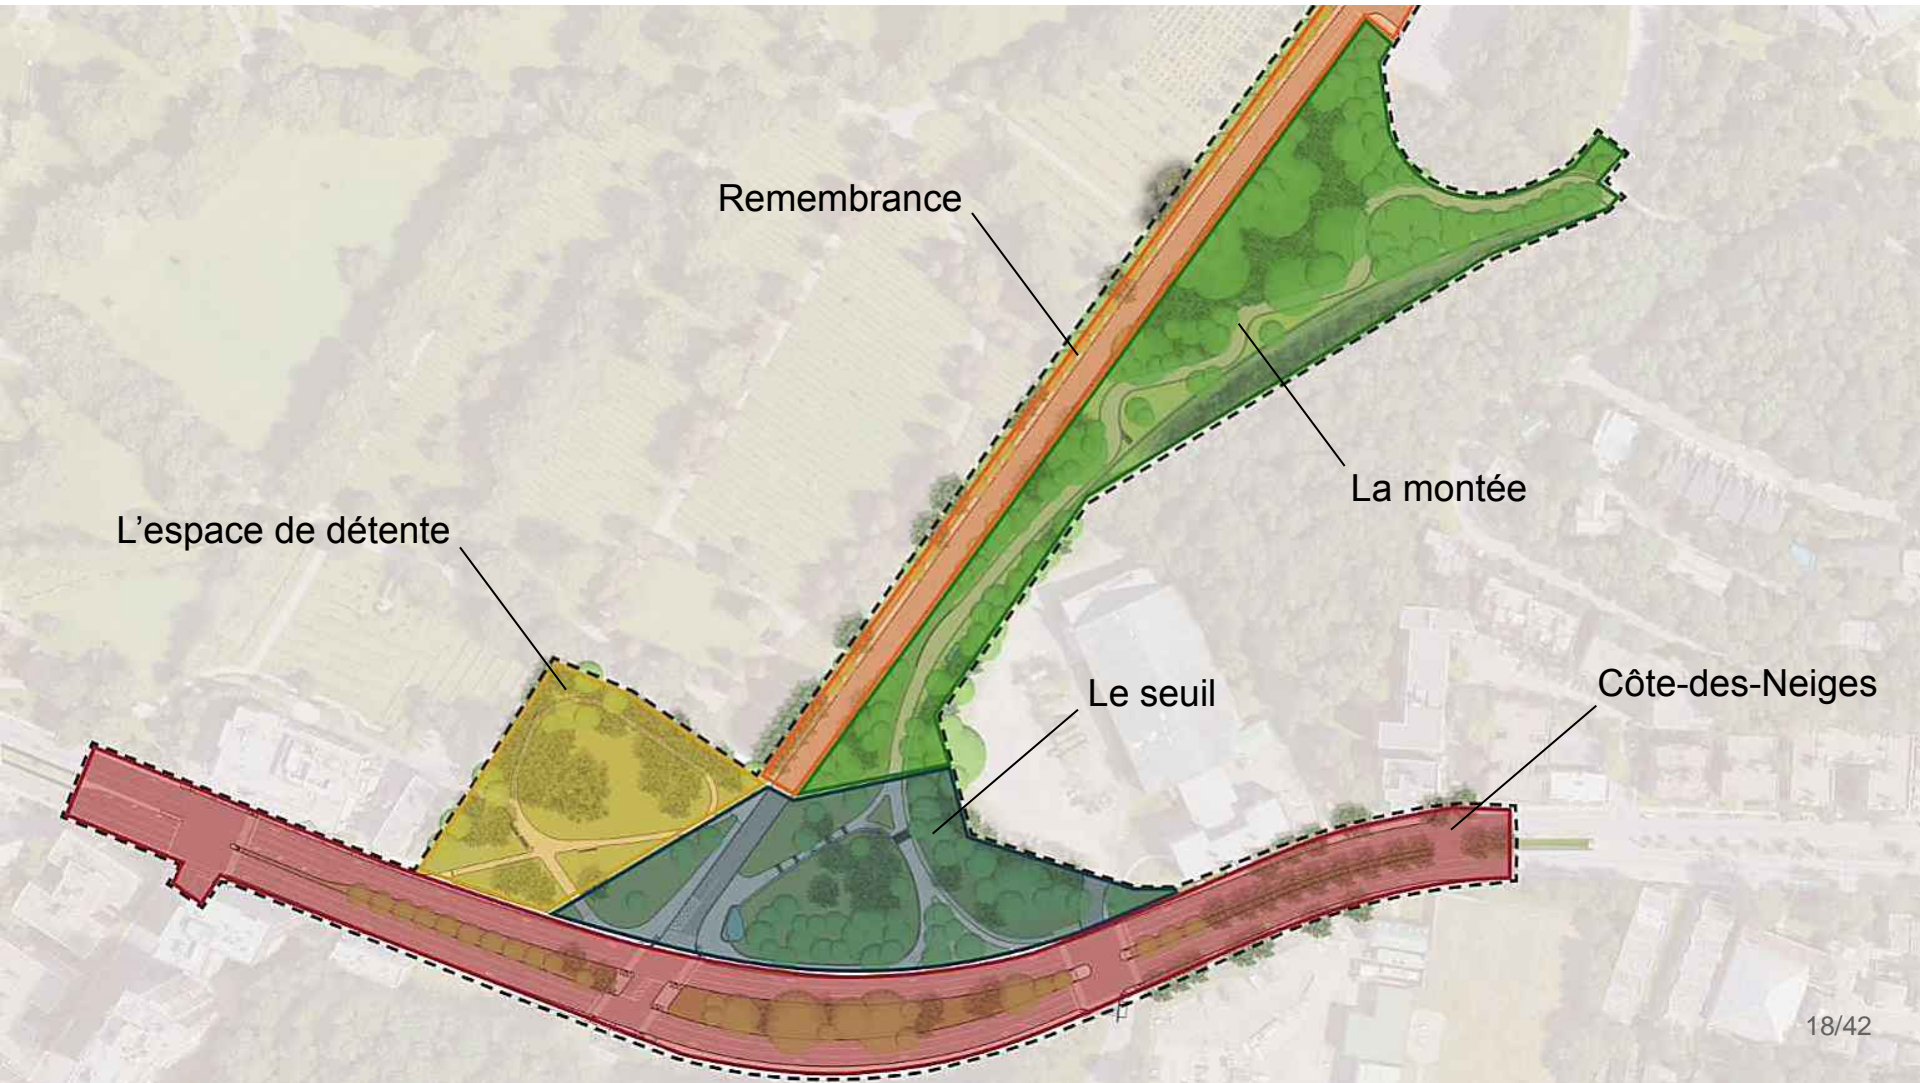 Remembrance
La montée
L’espace de détente
Le seuil
Côte-des-Neiges
18/42